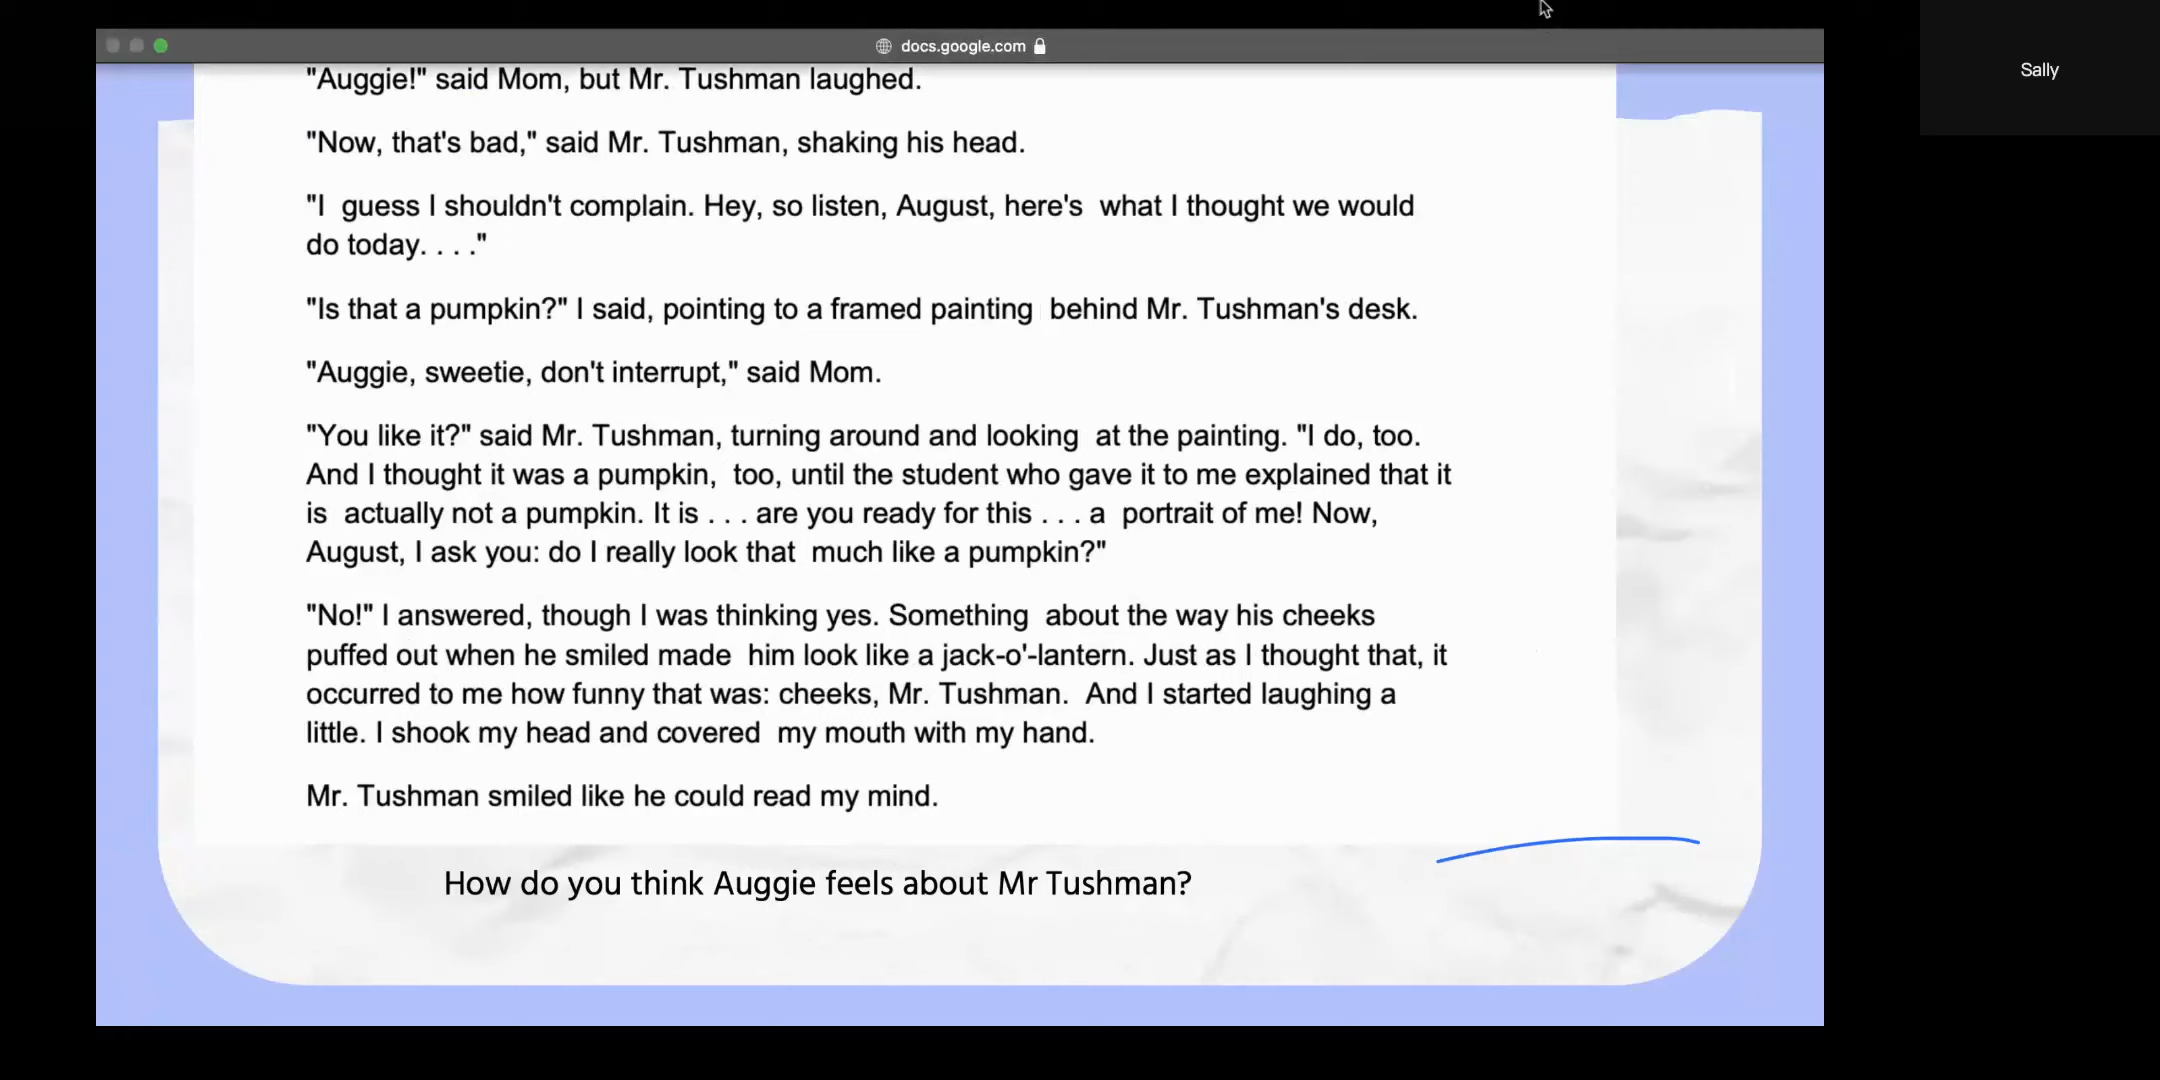 docs.google.com
Sally
"Auggie!" said Mom, but Mr. Tushman laughed.
"Now, that's bad," said Mr. Tushman, shaking his head.
"I guess I shouldn't complain. Hey, so listen, August, here's what I thought we would
do today. . . ."
"Is that a pumpkin?" I said, pointing to a framed painting behind Mr. Tushman's desk.
"Auggie, sweetie, don't interrupt," said Mom.
"You like it?" said Mr. Tushman, turning around and looking at the painting. "I do, too.
And I thought it was a pumpkin, too, until the student who gave it to me explained that it
is actually not a pumpkin. It is . . . are you ready for this . . . a portrait of me! Now,
August, I ask you: do I really look that much like a pumpkin?"
"No!" I answered, though I was thinking yes. Something about the way his cheeks
puffed out when he smiled made him look like a jack-o'-lantern. Just as I thought that, it
occurred to me how funny that was: cheeks, Mr. Tushman. And I started laughing a
little. I shook my head and covered my mouth with my hand.
Mr. Tushman smiled like he could read my mind.
How do you think Auggie feels about Mr Tushman?